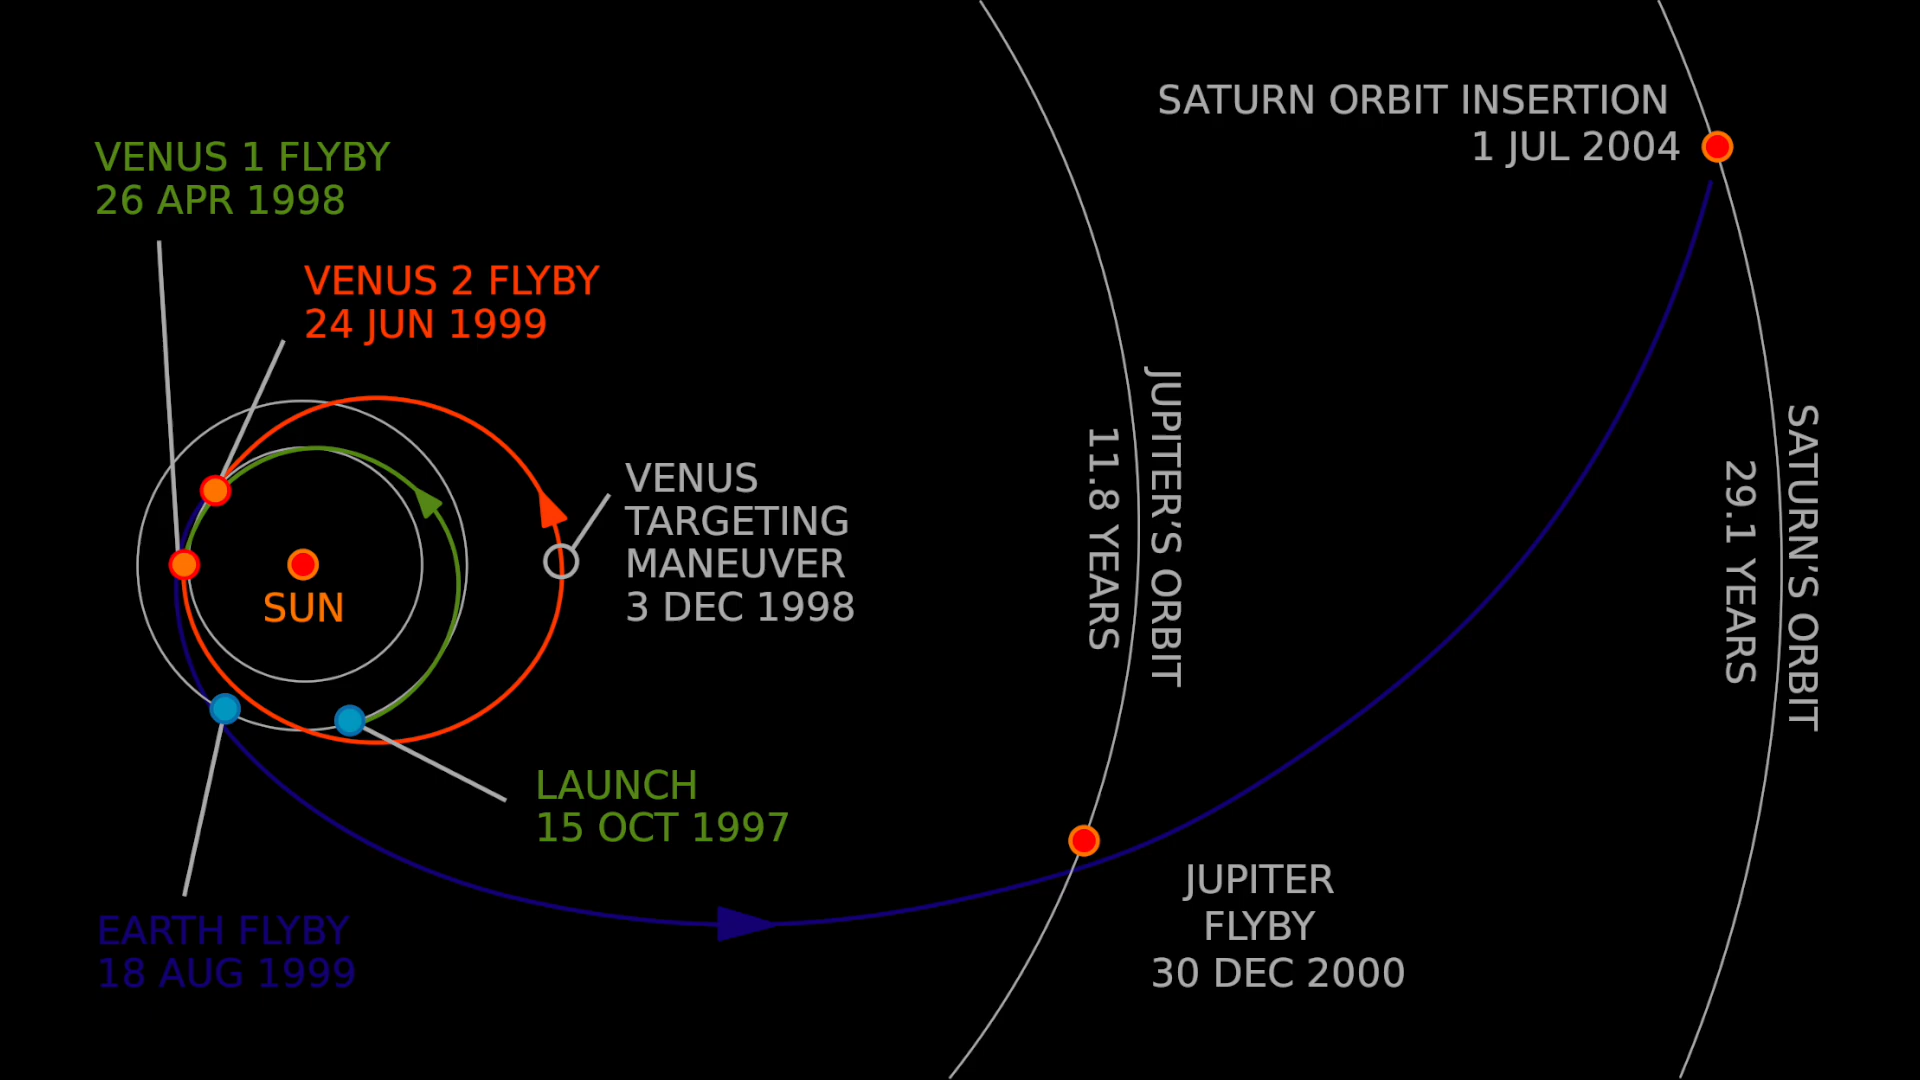 SATURN ORBIT INSERTION
1 JUL 2004
VENUS 1 FLYBY
26 APR 1998
VENUS 2 FLYBY
24 JUN 1999
VENUS
TARGETING
MANEUVER
3 DEC 1998
JUPITER’S ORBIT
11.8 YEARS
SATURN’S ORBIT
29.1 YEARS
SUN
LAUNCH
15 OCT 1997
JUPITER
FLYBY
30 DEC 2000
EARTH FLYBY
18 AUG 1999